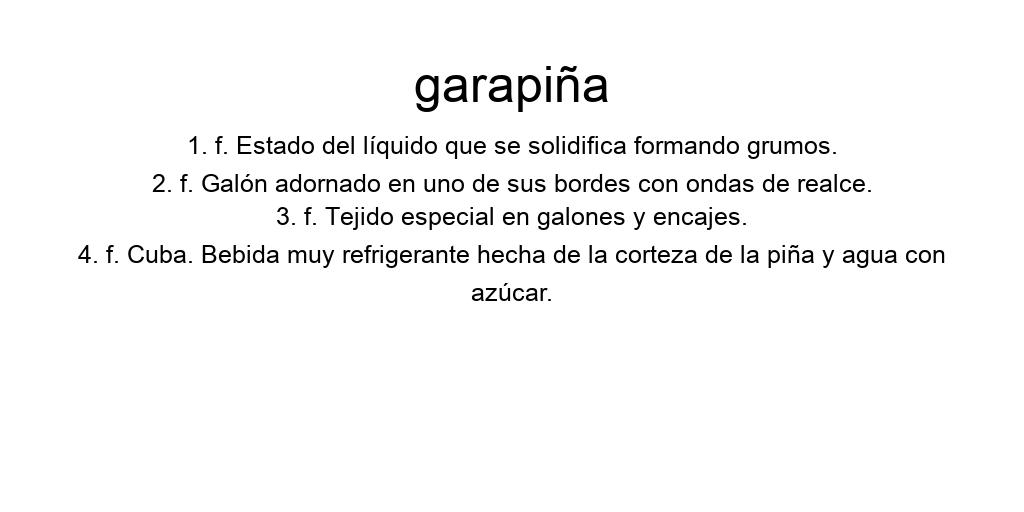 garapiña
1. f. Estado del líquido que se solidifica formando grumos.
2. f. Galón adornado en uno de sus bordes con ondas de realce.
3. f. Tejido especial en galones y encajes.
4. f. Cuba. Bebida muy refrigerante hecha de la corteza de la piña y agua con
azúcar.